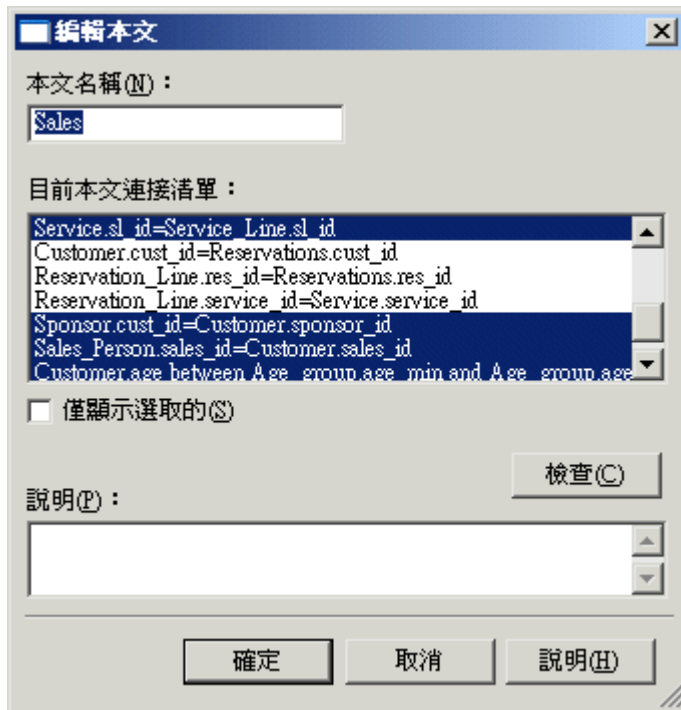 編輯本文
本文名稱(N)：
Sales
目前本文連接清單：
Service.sl_id=Service_Line.sl_id
Customer.cust_id=Reservations.cust_id
Reservation_Line.res_id=Reservations.res_id
Reservation_Line.service_id=Service.service_id
Sponsor.cust_id=Customer.sponsor_id
Sales_Person.sales_id=Customer.sales_id
Customer.age between Age_group.age_min and Age_group.age
僅顯示選取的(S)
檢查(C)
說明(P)：
確定
取消
說明(H)